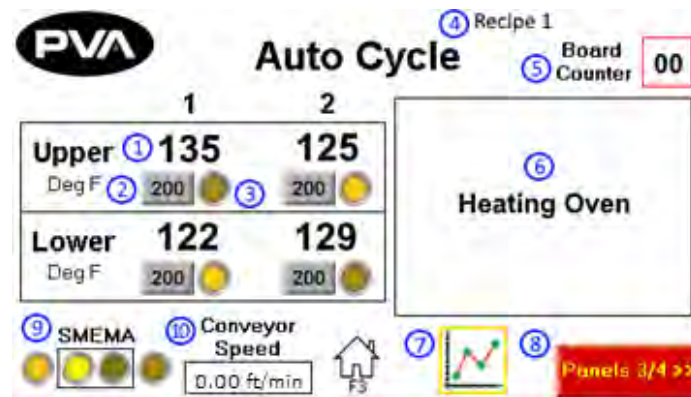 PVA
Auto Cycle
4 Recipe 1
5 Board Counter 00
1 2
Upper 1 135 125
Deg F 2 200 3 200
Lower 122 129
Deg F 200 200
6
Heating Oven
9 SMEMA
10 Conveyor
Speed
0.00 ft/min
F5
7
8
Panels 3/4 >>